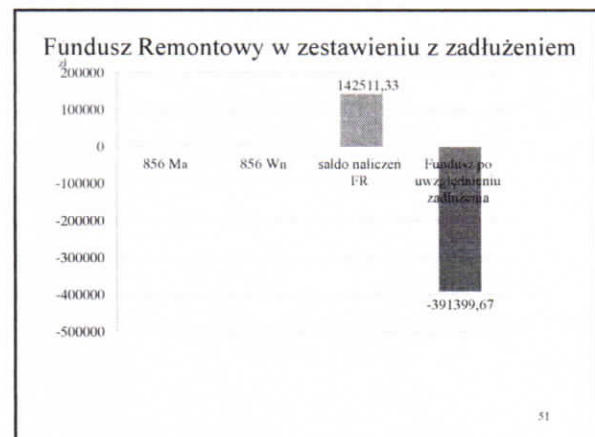 Fundusz Remontowy w zestawieniu z zadłużeniem
zł
200000
142511,33
100000
0
856 Ma
856 Wn
saldo naliczeń
FR
Fundusz po
uwzględnieniu
zadłużenia
-100000
-200000
-300000
-400000
-391399,67
-500000
51